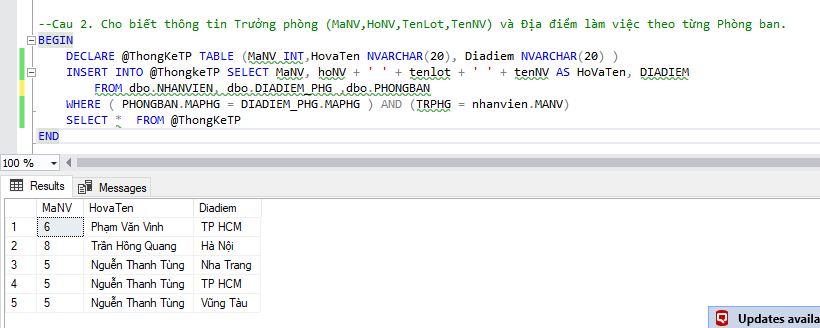 --Cau 2. Cho biết thông tin Trưởng phòng (MaNV,HoNV,TenLot,TenNV) và Địa điểm làm việc theo từng Phòng ban.
BEGIN
DECLARE @ThongKeTP TABLE (MaNV INT,HovaTen NVARCHAR(20), Diadiem NVARCHAR(20) )
INSERT INTO @ThongkeTP SELECT MaNV, hoNV + ' ' + tenlot + ' ' + tenNV AS HoVaTen, DIADIEM
FROM dbo.NHANVIEN, dbo.DIADIEM_PHG ,dbo.PHONGBAN
WHERE ( PHONGBAN.MAPHG = DIADIEM_PHG.MAPHG ) AND (TRPHG = nhanvien.MANV)
SELECT * FROM @ThongKeTP
END
100 %
Results Messages
MaNV HovaTen Diadiem
1 6 Phạm Văn Vinh TP HCM
2 8 Trần Hồng Quang Hà Nội
3 5 Nguễn Thanh Tùng Nha Trang
4 5 Nguễn Thanh Tùng TP HCM
5 5 Nguễn Thanh Tùng Vũng Tàu
Updates availa